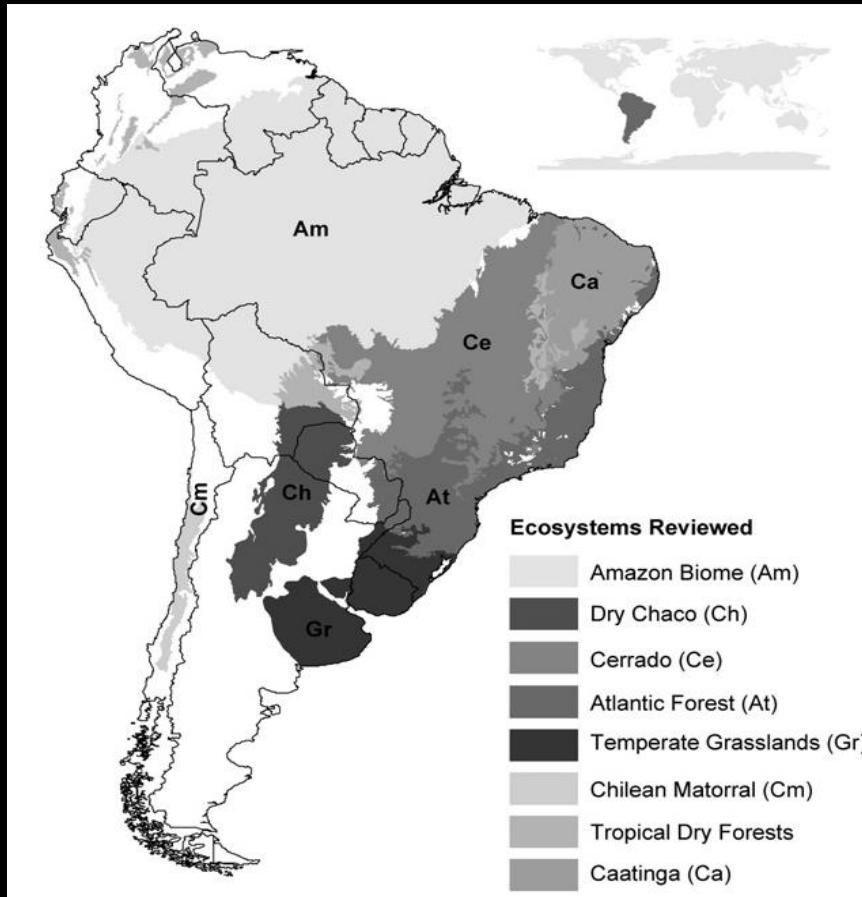 Am
Ca
Ce
Cm
Ch
At
Gr
Ecosystems Reviewed
Amazon Biome (Am)
Dry Chaco (Ch)
Cerrado (Ce)
Atlantic Forest (At)
Temperate Grasslands (Gr)
Chilean Matorral (Cm)
Tropical Dry Forests
Caatinga (Ca)